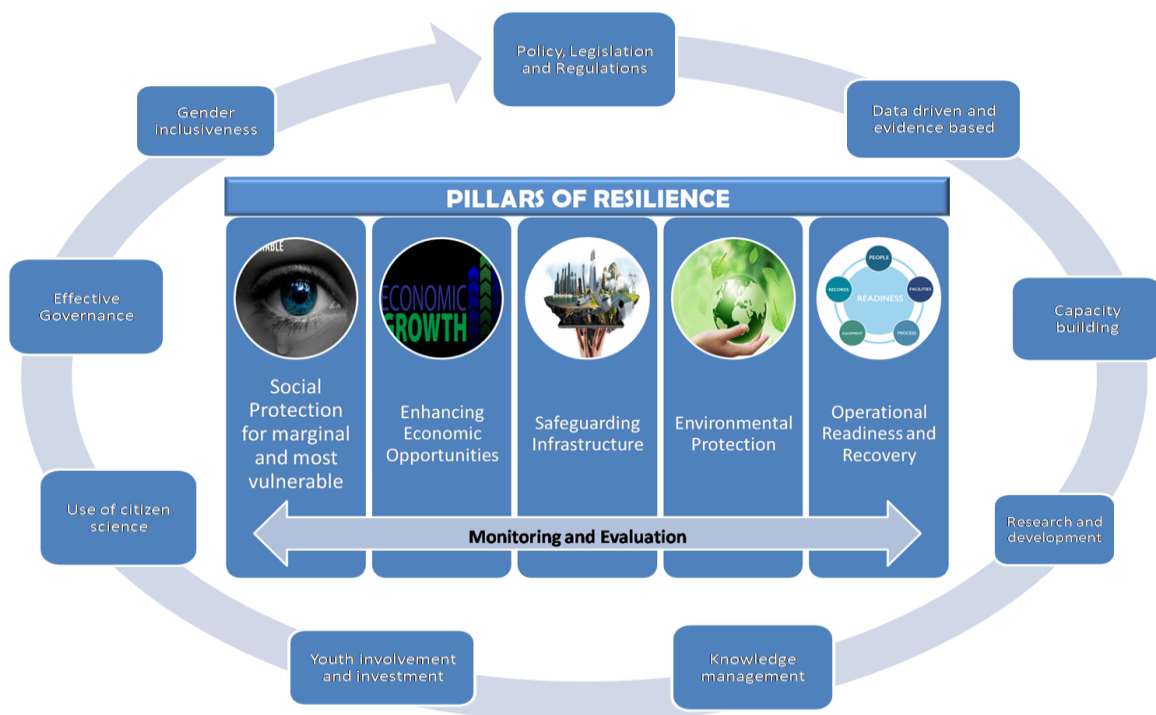 Policy, Legislation
and Regulations
Data driven and
evidence based
Capacity
building
Research and
development
Knowledge
management
Youth involvement
and investment
Use of citizen
science
Effective
Governance
Gender
inclusiveness
PILLARS OF RESILIENCE
ECONOMIC
GROWTH
PEOPLE
RECORDS
FACILITIES
READINESS
EQUIPMENT
PROCESS
Social
Protection
for marginal
and most
vulnerable
Enhancing
Economic
Opportunities
Safeguarding
Infrastructure
Environmental
Protection
Operational
Readiness and
Recovery
Monitoring and Evaluation